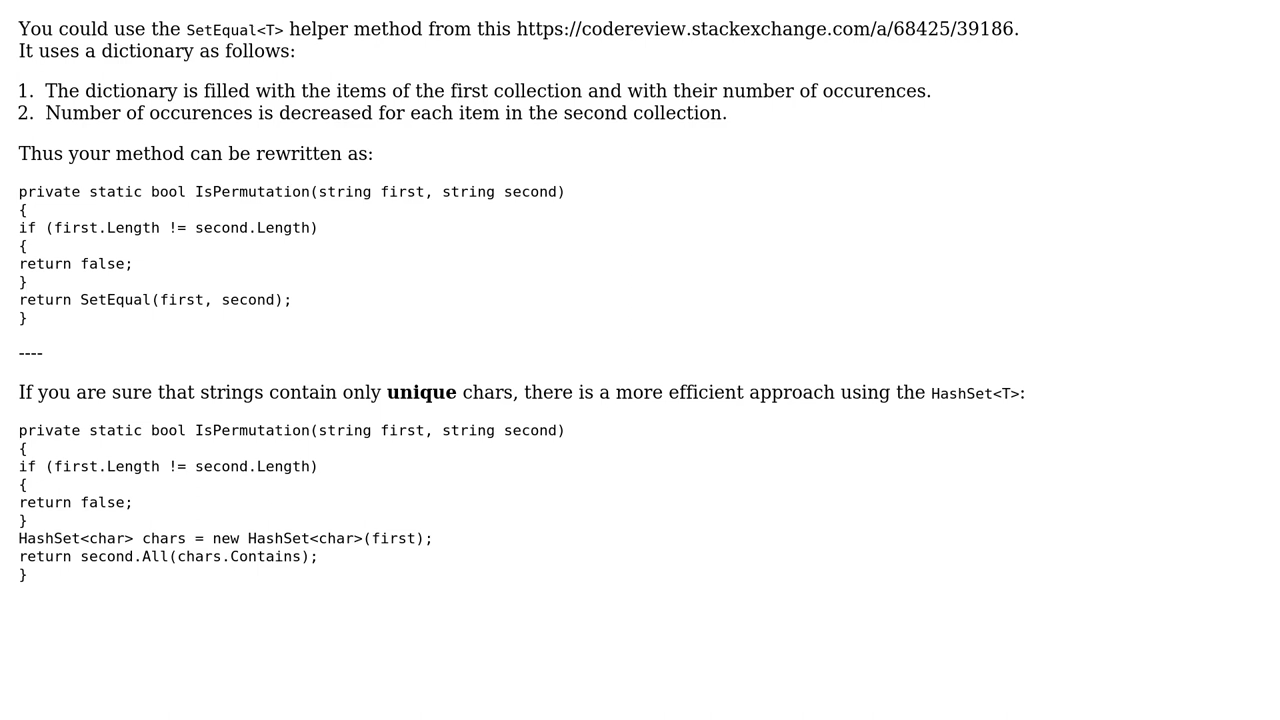 You could use the SetEqual<T> helper method from this https://codereview.stackexchange.com/a/68425/39186.
It uses a dictionary as follows:
1. The dictionary is filled with the items of the first collection and with their number of occurences.
2. Number of occurences is decreased for each item in the second collection.
Thus your method can be rewritten as:
private static bool IsPermutation(string first, string second)
{
if (first.Length != second.Length)
{
return false;
}
return SetEqual(first, second);
}
----
If you are sure that strings contain only unique chars, there is a more efficient approach using the HashSet<T>:
private static bool IsPermutation(string first, string second)
{
if (first.Length != second.Length)
{
return false;
}
HashSet<char> chars = new HashSet<char>(first);
return second.All(chars.Contains);
}